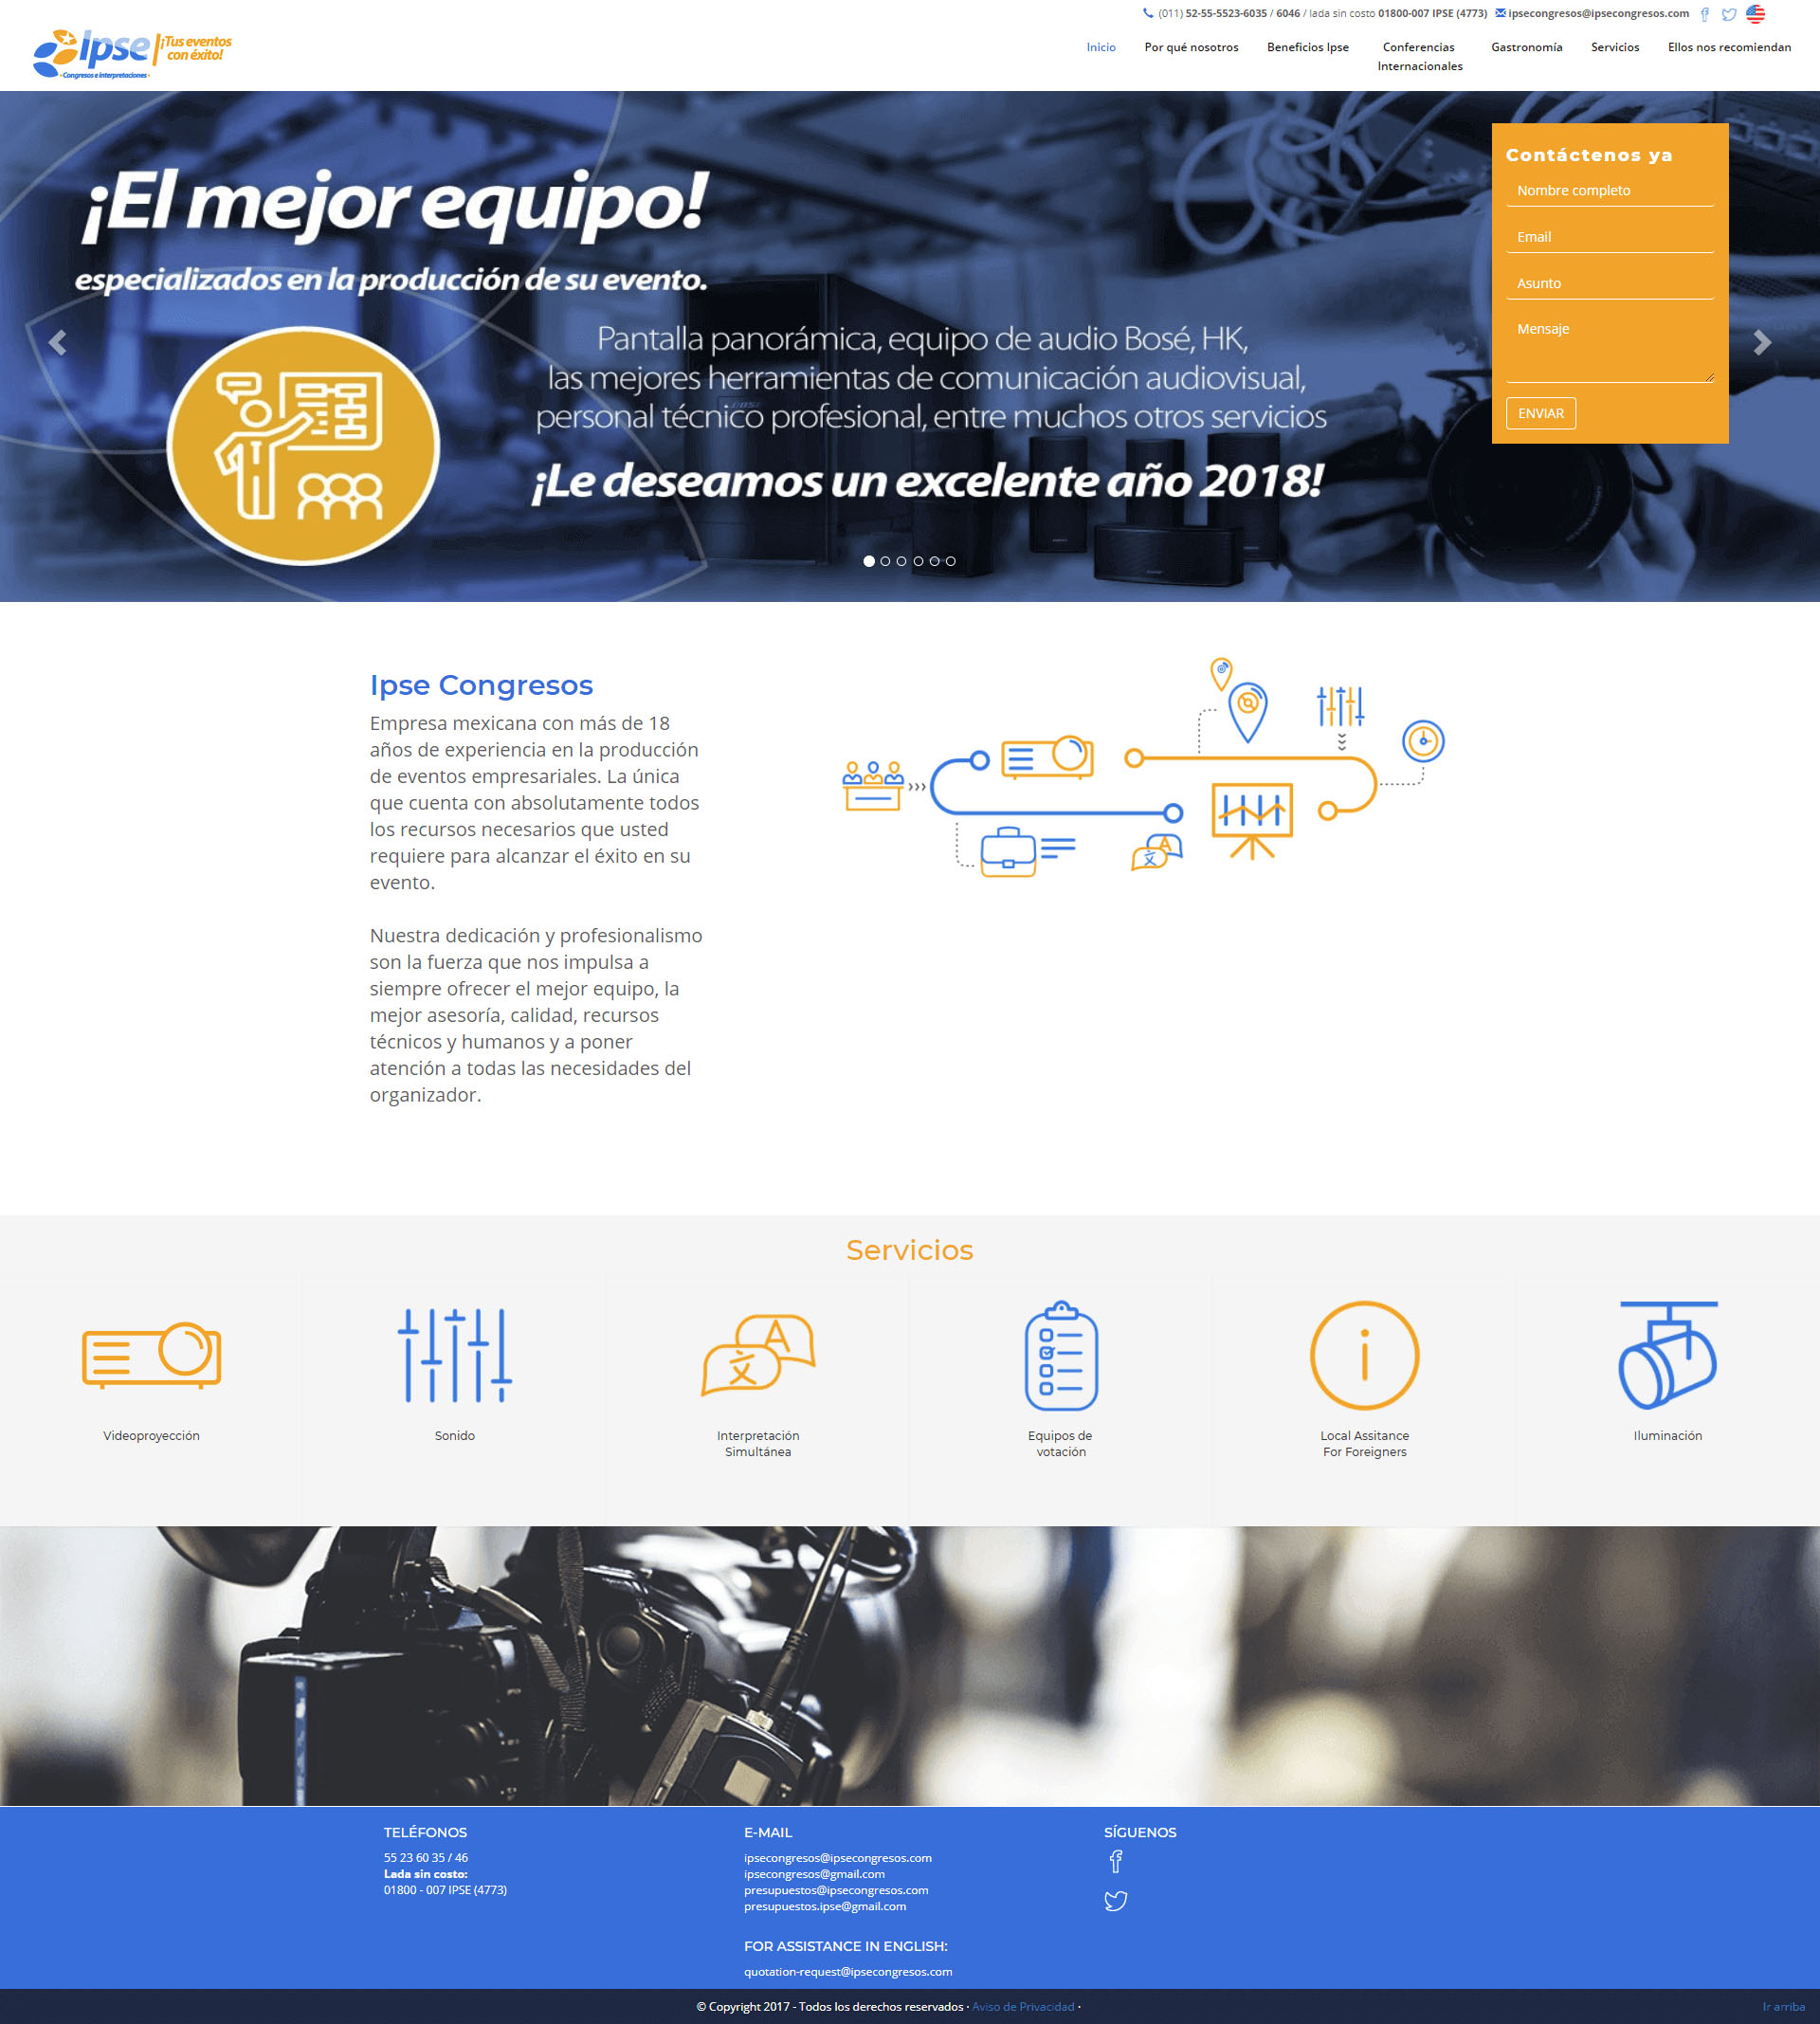 (011) 52-55-5523-6035 / 6046 / lada sin costo 01800-007 IPSE (4773) ipsecongresos@ipsecongresos.com
Ipse
¡Tus eventos
con éxito!
·Congresos e Interpretaciones·
Inicio Por qué nosotros Beneficios Ipse Conferencias Gastronomía Servicios Ellos nos recomiendan
Internacionales
¡El mejor equipo!
especializados en la producción de su evento.
Pantalla panorámica, equipo de audio Bosé, HK,
las mejores herramientas de comunicación audiovisual,
personal técnico profesional, entre muchos otros servicios
¡Le deseamos un excelente año 2018!
Contáctenos ya
Nombre completo
Email
Asunto
Mensaje
ENVIAR
Ipse Congresos
Empresa mexicana con más de 18
años de experiencia en la producción
de eventos empresariales. La única
que cuenta con absolutamente todos
los recursos necesarios que usted
requiere para alcanzar el éxito en su
evento.
Nuestra dedicación y profesionalismo
son la fuerza que nos impulsa a
siempre ofrecer el mejor equipo, la
mejor asesoría, calidad, recursos
técnicos y humanos y a poner
atención a todas las necesidades del
organizador.
Servicios
Videoproyección
Sonido
Interpretación
Simultánea
Equipos de
votación
Local Assitance
For Foreigners
Iluminación
TELÉFONOS
55 23 60 35 / 46
Lada sin costo:
01800 - 007 IPSE (4773)
E-MAIL
ipsecongresos@ipsecongresos.com
ipsecongresos@gmail.com
presupuestos@ipsecongresos.com
presupuestos.ipse@gmail.com
FOR ASSISTANCE IN ENGLISH:
quotation-request@ipsecongresos.com
SÍGUENOS
© Copyright 2017 - Todos los derechos reservados · Aviso de Privacidad ·
Ir arriba